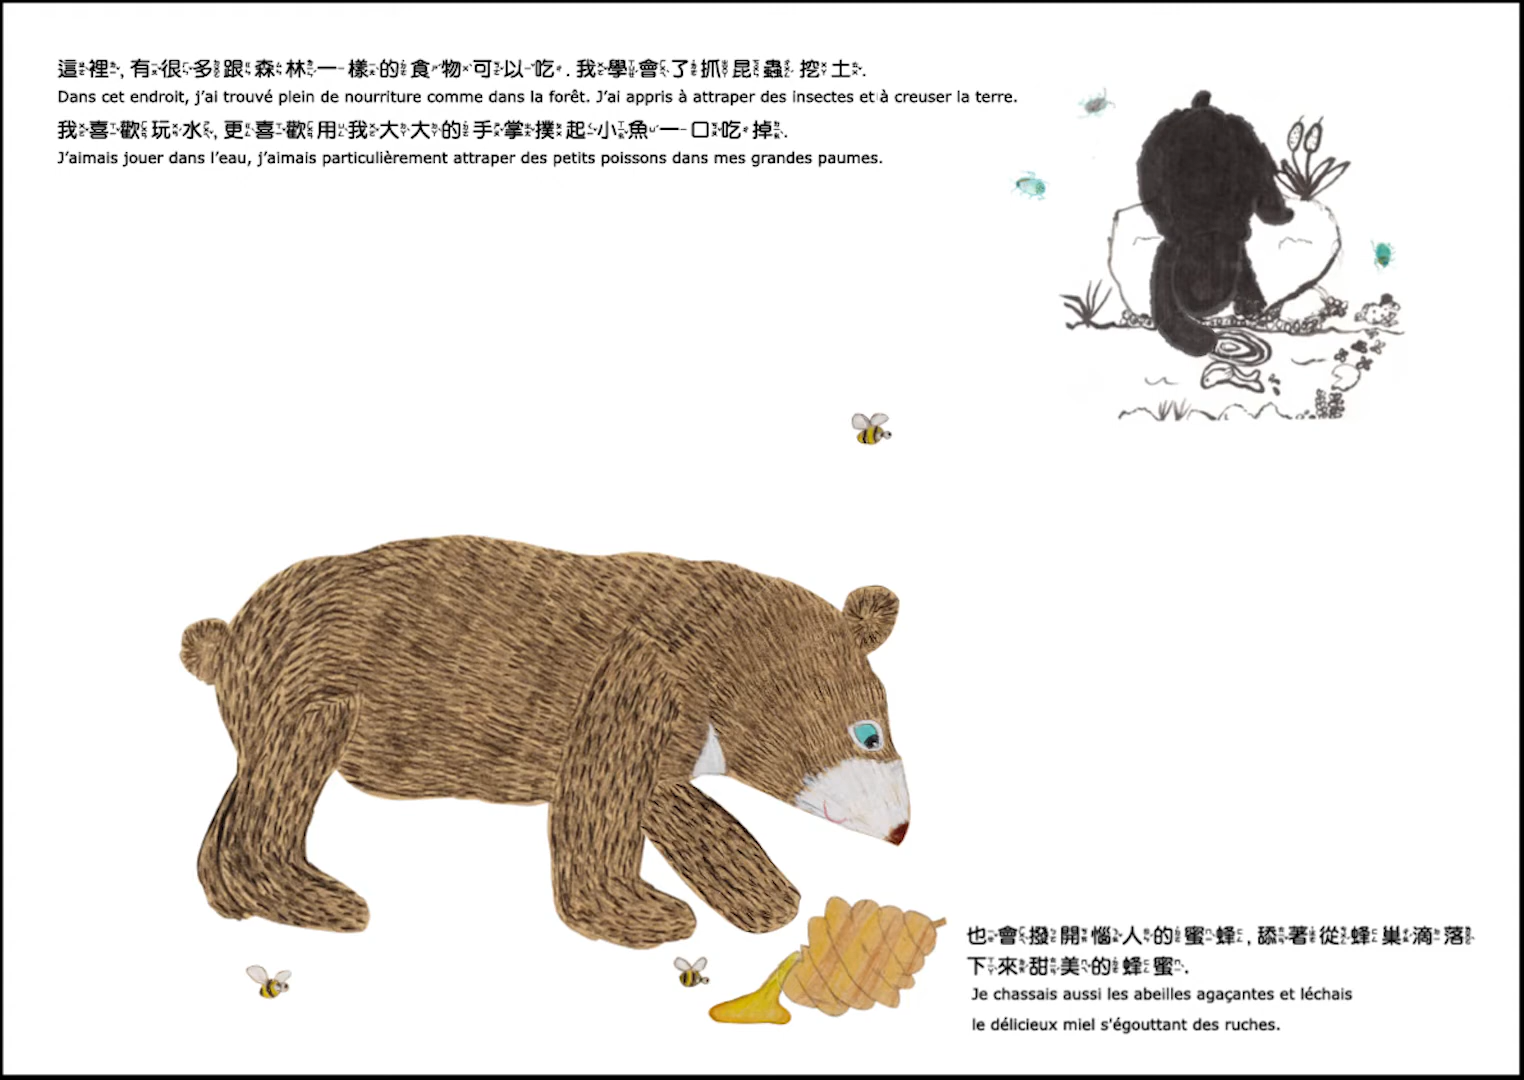 這裡, 有很多跟森林一樣的食物可以吃. 我學會了抓昆蟲 挖土.
Dans cet endroit, j'ai trouvé plein de nourriture comme dans la forêt. J'ai appris à attraper des insectes et à creuser la terre.
我喜歡玩水, 更喜歡用我大大的手掌撲起小魚一口吃掉.
J'aimais jouer dans l'eau, j'aimais particulièrement attraper des petits poissons dans mes grandes paumes.
也會撥開惱人的蜜蜂, 舔著從蜂巢滴落
下來甜美的蜂蜜.
Je chassais aussi les abeilles agaçantes et léchais
le délicieux miel s'égouttant des ruches.